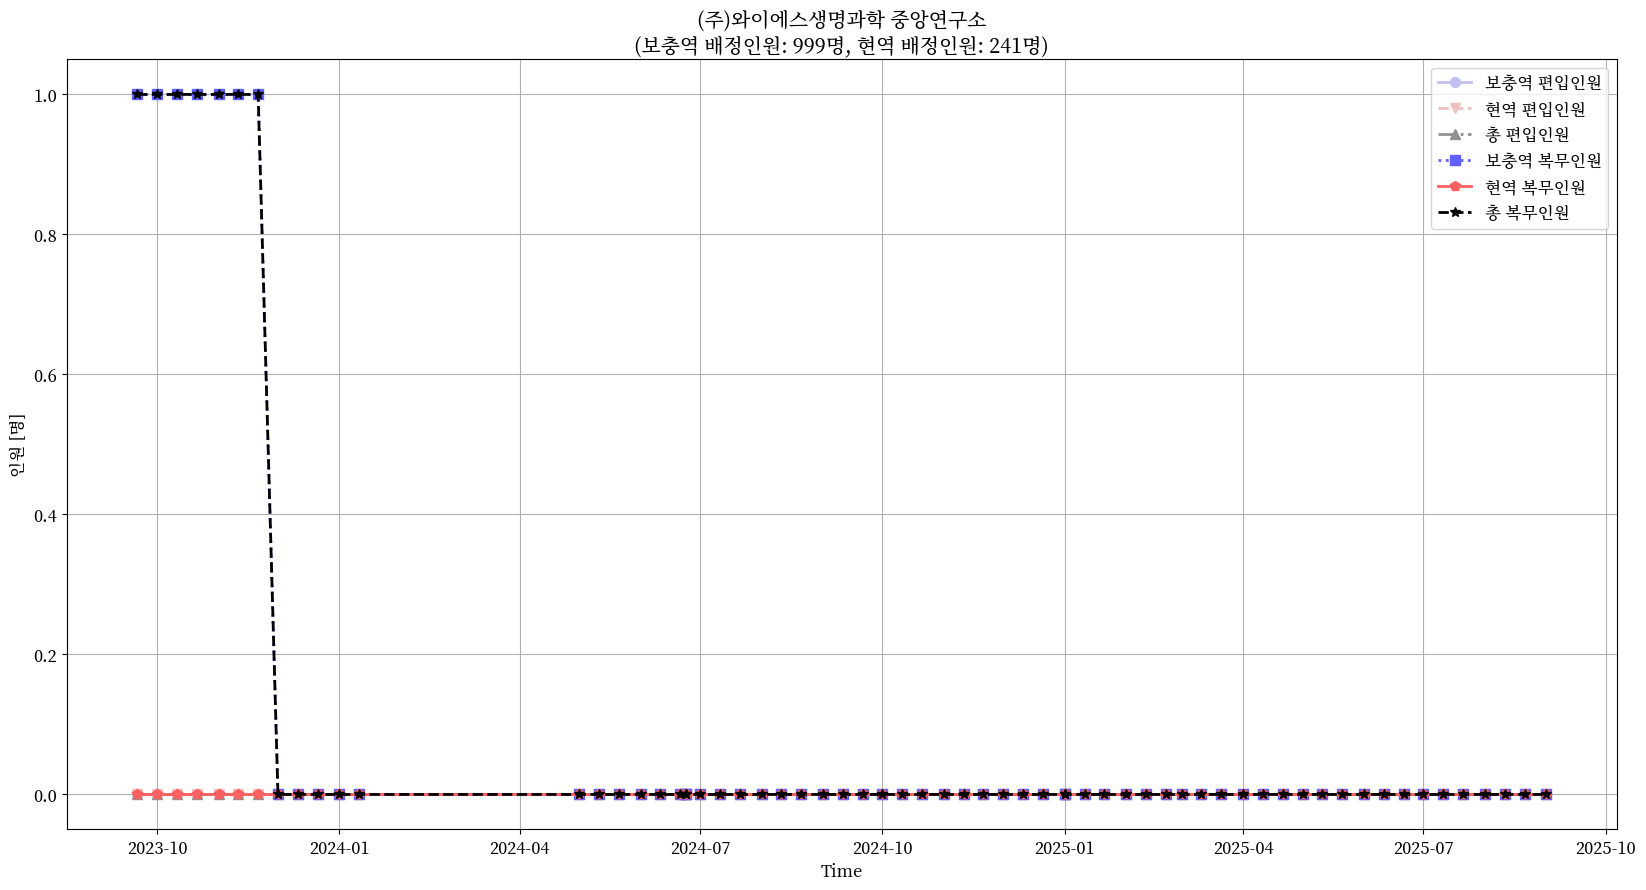 (주)와이에스생명과학 중앙연구소
(보충역 배정인원: 999명, 현역 배정인원: 241명)
보충역 편입인원
현역 편입인원
총 편입인원
보충역 복무인원
현역 복무인원
총 복무인원
1.0
0.8
0.6
0.4
0.2
0.0
인원 [명]
2023-10
2024-01
2024-04
2024-07
2024-10
2025-01
2025-04
2025-07
2025-10
Time